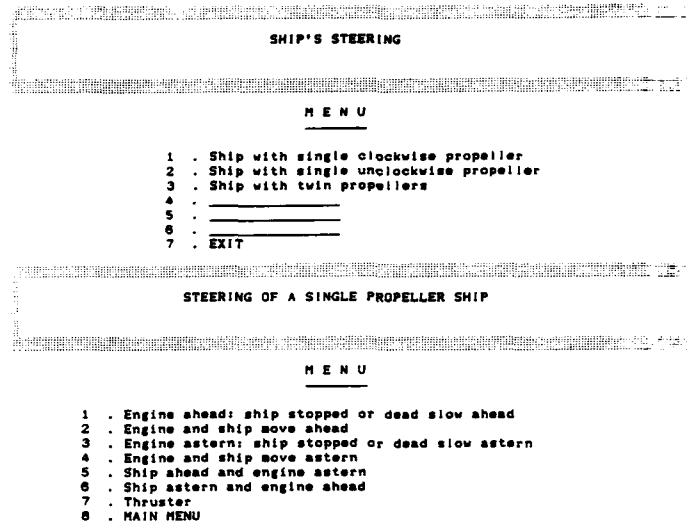 SHIP'S STEERING
M E N U
1 . Ship with single clockwise propeller
2 . Ship with single unclockwise propeller
3 . Ship with twin propellers
4 . ______________
5 . ______________
6 . ______________
7 . EXIT
STEERING OF A SINGLE PROPELLER SHIP
M E N U
1 . Engine ahead: ship stopped or dead slow ahead
2 . Engine and ship move ahead
3 . Engine astern: ship stopped or dead slow astern
4 . Engine and ship move astern
5 . Ship ahead and engine astern
6 . Ship astern and engine ahead
7 . Thruster
8 . MAIN MENU